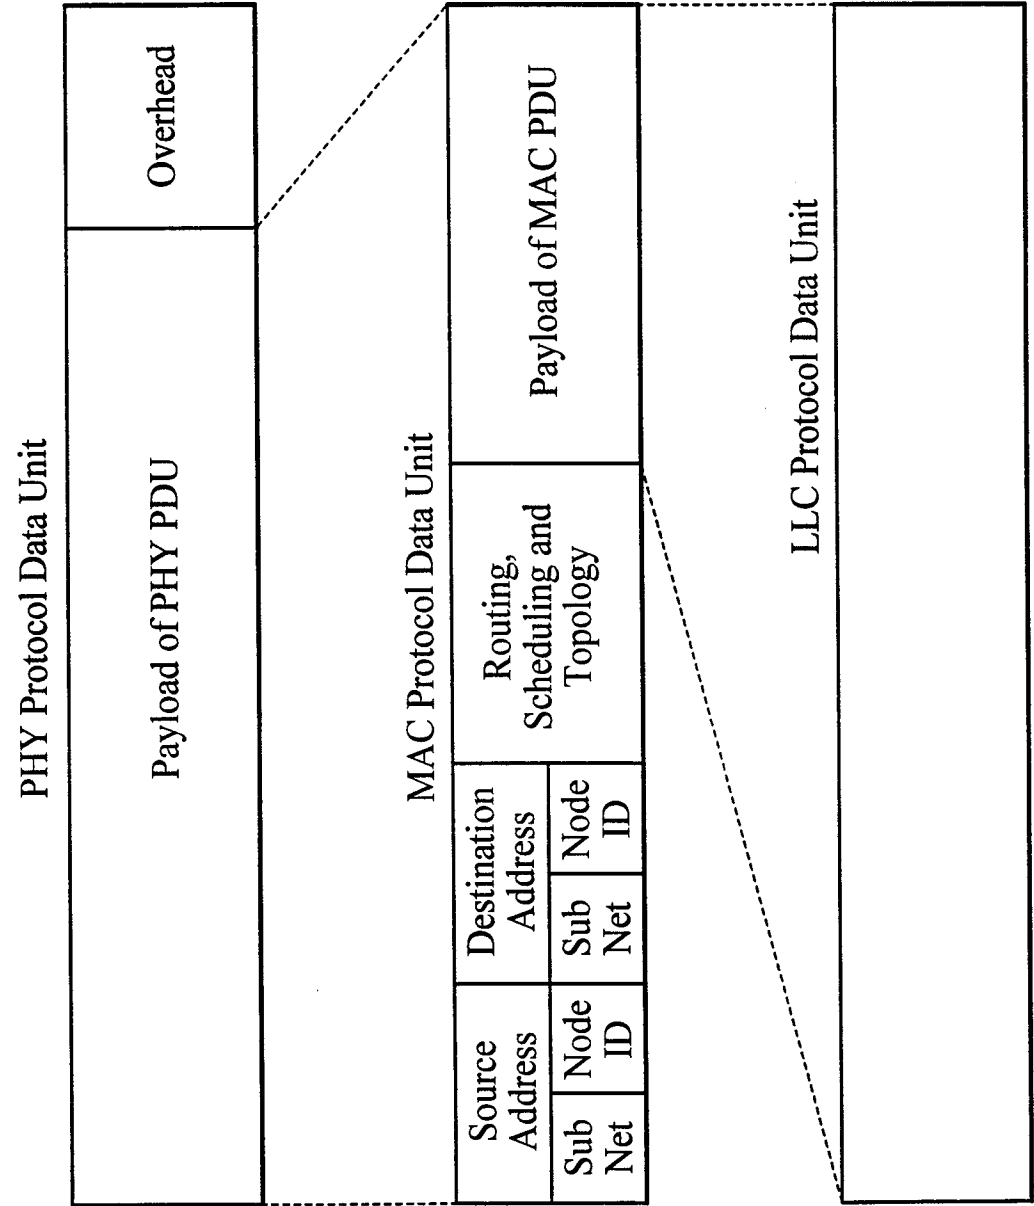 PHY Protocol Data Unit
Payload of PHY PDU
Overhead
MAC Protocol Data Unit
Source
Address
Destination
Address
Sub
Net
Node
ID
Sub
Net
Node
ID
Routing,
Scheduling and
Topology
Payload of MAC PDU
LLC Protocol Data Unit